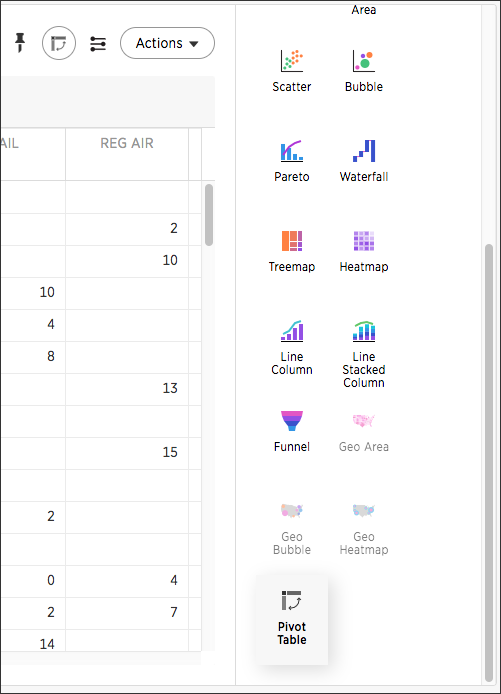 Area
Actions
Scatter
Bubble
AIL
REG AIR
Pareto
Waterfall
2
10
Treemap
Heatmap
10
4
8
Line
Column
Line
Stacked
Column
13
Funnel
Geo Area
15
2
Geo
Bubble
Geo
Heatmap
0
4
2
7
14
Pivot
Table